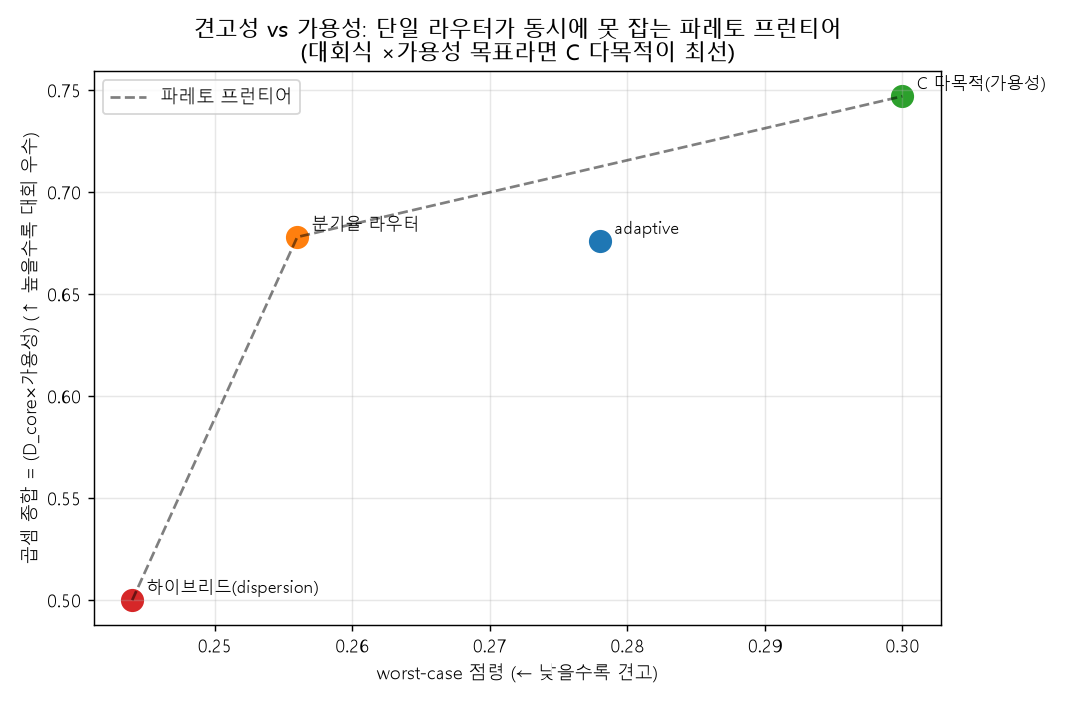 견고성 vs 가용성: 단일 라우터가 동시에 못 잡는 파레토 프런티어
(대회식 ×가용성 목표라면 C 다목적이 최선)
파레토 프런티어
C 다목적(가용성)
분기율 라우터
adaptive
하이브리드(dispersion)
곱셈 종합 = (D_core×가용성) (↑ 높을수록 대회 우수)
0.75
0.70
0.65
0.60
0.55
0.50
0.25
0.26
0.27
0.28
0.29
0.30
worst-case 점령 (← 낮을수록 견고)